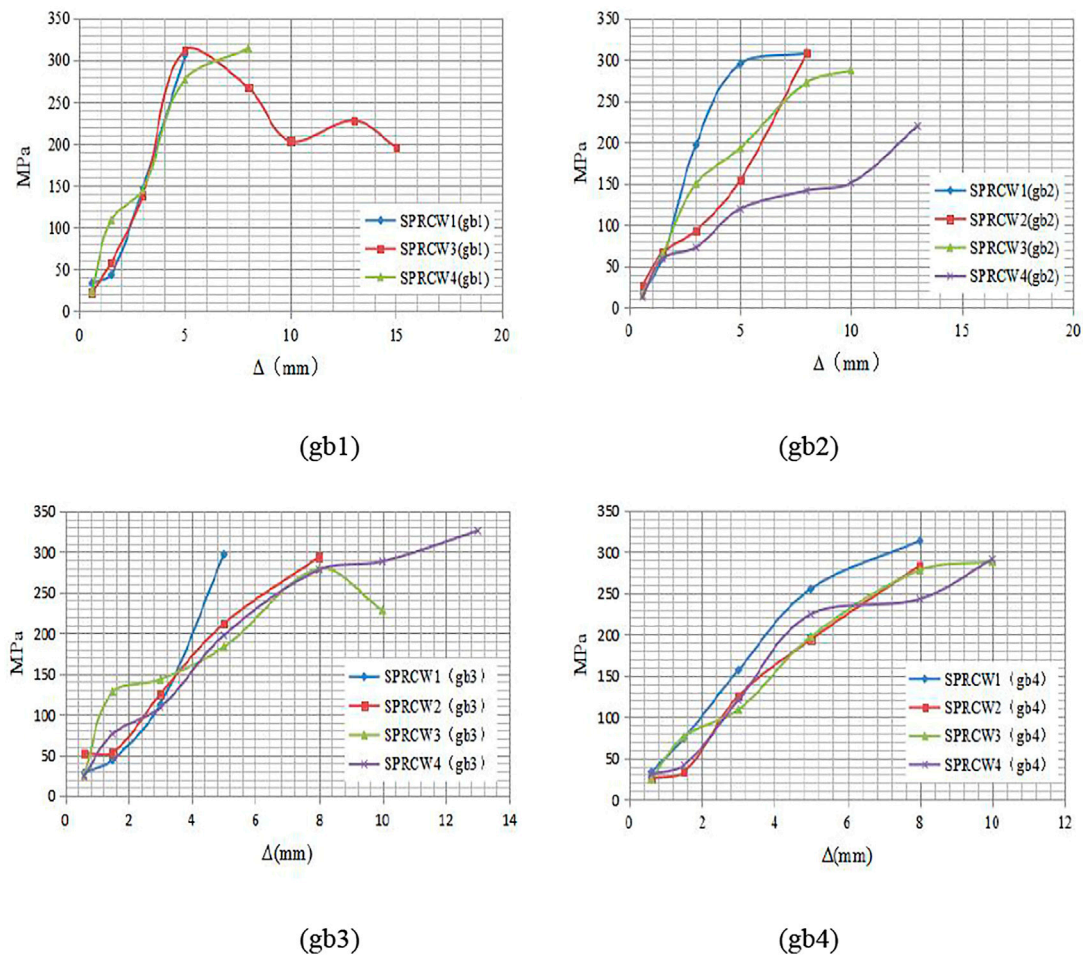 350
300
250
200
150
100
50
0
MPa
SPRCW1(gb1)
SPRCW3(gb1)
SPRCW4(gb1)
0 5 10 15 20
Δ（mm）
(gb1)
350
300
250
200
150
100
50
0
MPa
SPRCW1(gb2)
SPRCW2(gb2)
SPRCW3(gb2)
SPRCW4(gb2)
0 5 10 15 20
Δ（mm）
(gb2)
350
300
250
200
150
100
50
0
MPa
SPRCW1（gb3）
SPRCW2（gb3）
SPRCW3（gb3）
SPRCW4（gb3）
0 2 4 6 8 10 12 14
Δ(mm)
(gb3)
350
300
250
200
150
100
50
0
MPa
SPRCW1（gb4）
SPRCW2（gb4）
SPRCW3（gb4）
SPRCW4（gb4）
0 2 4 6 8 10 12
Δ(mm)
(gb4)